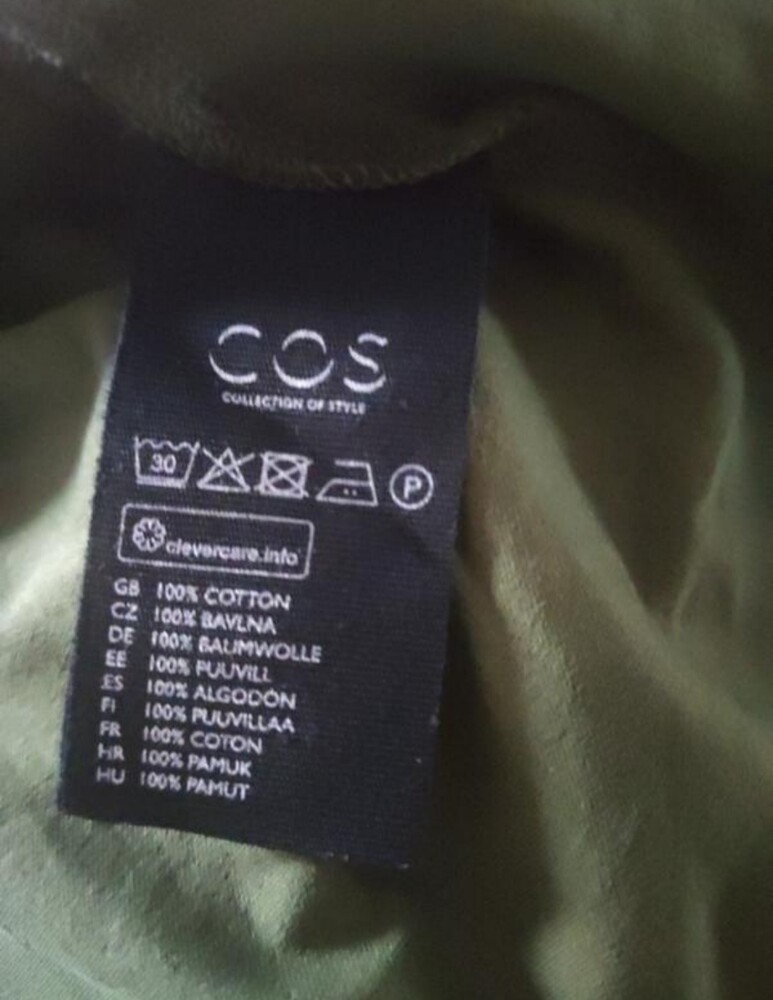 COS
COLLECTION OF STYLE
30 P
clevercare.info
GB 100% COTTON
CZ 100% BAVLNA
DE 100% BAUMWOLLE
EE 100% PUUVILL
ES 100% ALGODÓN
FI 100% PUUVILLAA
FR 100% COTON
HR 100% PAMUK
HU 100% PAMUT